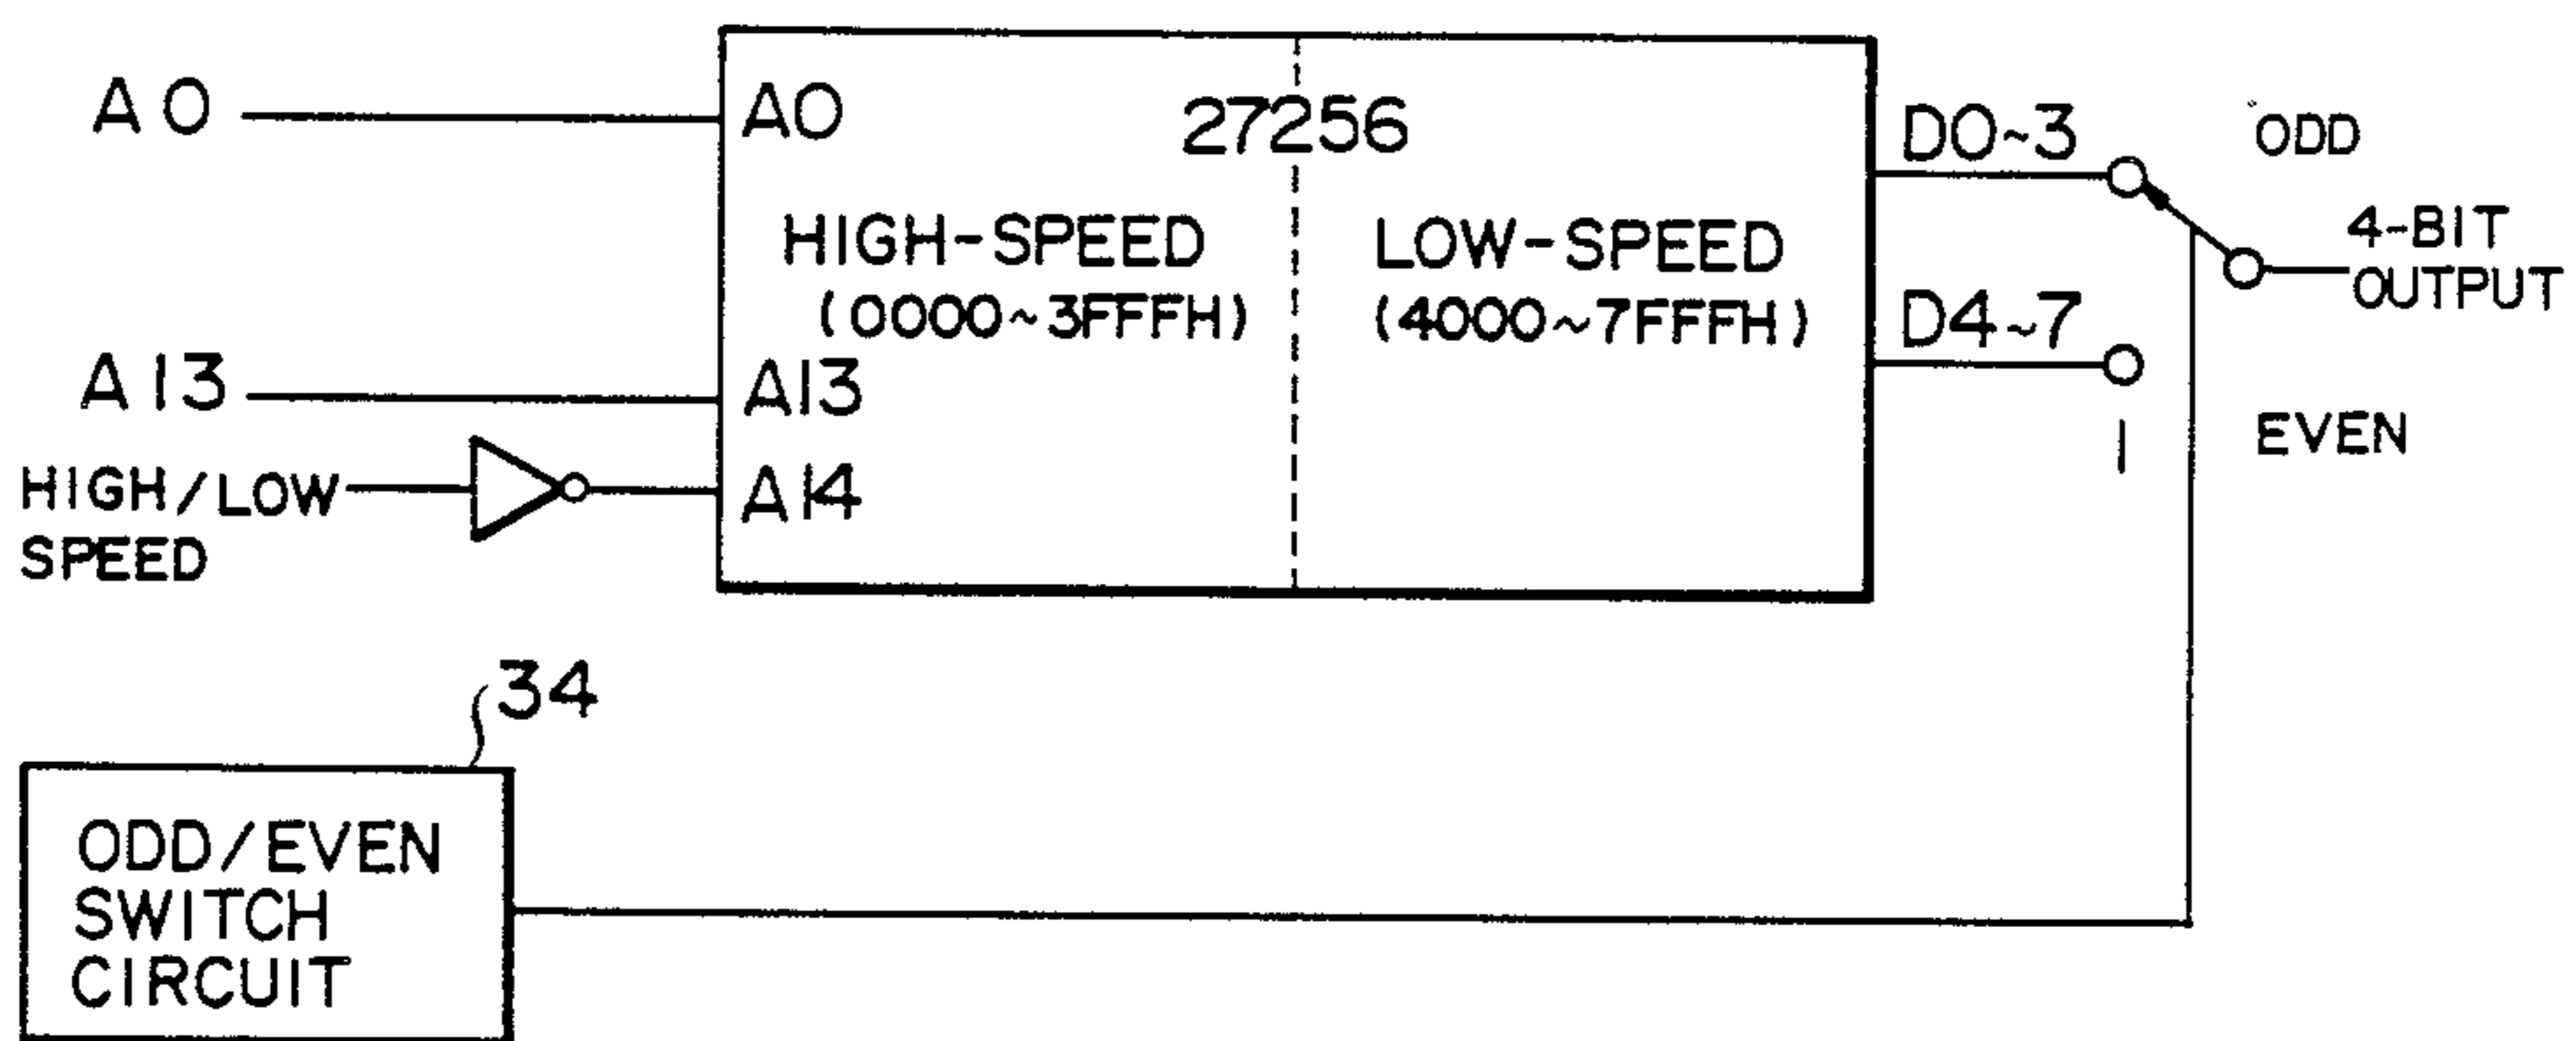 A0
A0
27256
D0~3
ODD
HIGH-SPEED
(0000~3FFFH)
LOW-SPEED
(4000~7FFFH)
4-BIT
OUTPUT
D4~7
A13
A13
EVEN
HIGH/LOW
SPEED
A14
34
ODD/EVEN
SWITCH
CIRCUIT